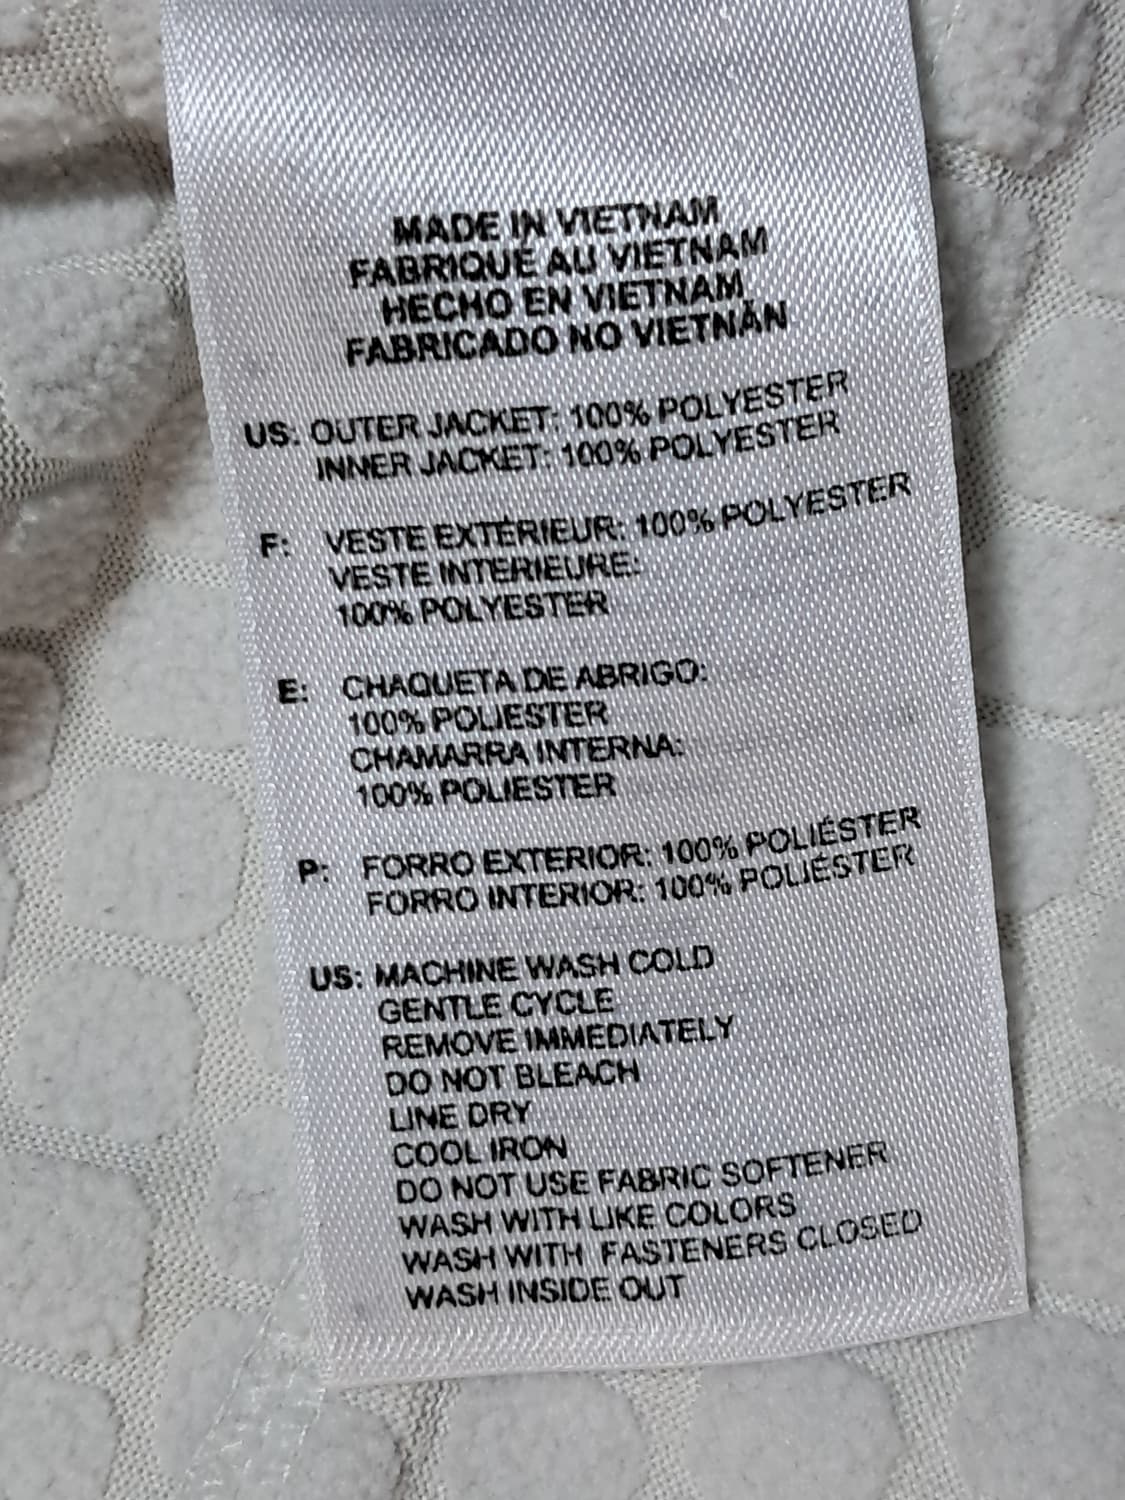 MADE IN VIETNAM
FABRIQUÉ AU VIETNAM
HECHO EN VIETNAM
FABRICADO NO VIETNÃN
US: OUTER JACKET: 100% POLYESTER
INNER JACKET: 100% POLYESTER
F: VESTE EXTÉRIEUR: 100% POLYESTER
VESTE INTERIEURE:
100% POLYESTER
E: CHAQUETA DE ABRIGO:
100% POLIESTER
CHAMARRA INTERNA:
100% POLIESTER
P: FORRO EXTERIOR: 100% POLIÉSTER
FORRO INTERIOR: 100% POLIÉSTER
US: MACHINE WASH COLD
GENTLE CYCLE
REMOVE IMMEDIATELY
DO NOT BLEACH
LINE DRY
COOL IRON
DO NOT USE FABRIC SOFTENER
WASH WITH LIKE COLORS
WASH WITH FASTENERS CLOSED
WASH INSIDE OUT